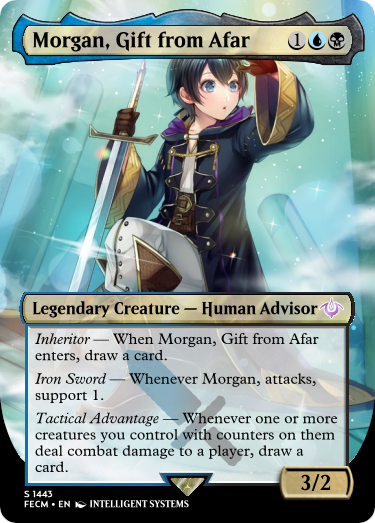 Morgan, Gift from Afar 1
Legendary Creature — Human Advisor
Inheritor — When Morgan, Gift from Afar
enters, draw a card.
Iron Sword — Whenever Morgan, attacks,
support 1.
Tactical Advantage — Whenever one or more
creatures you control with counters on them
deal combat damage to a player, draw a
card.
3/2
S 1443
FECM • EN INTELLIGENT SYSTEMS